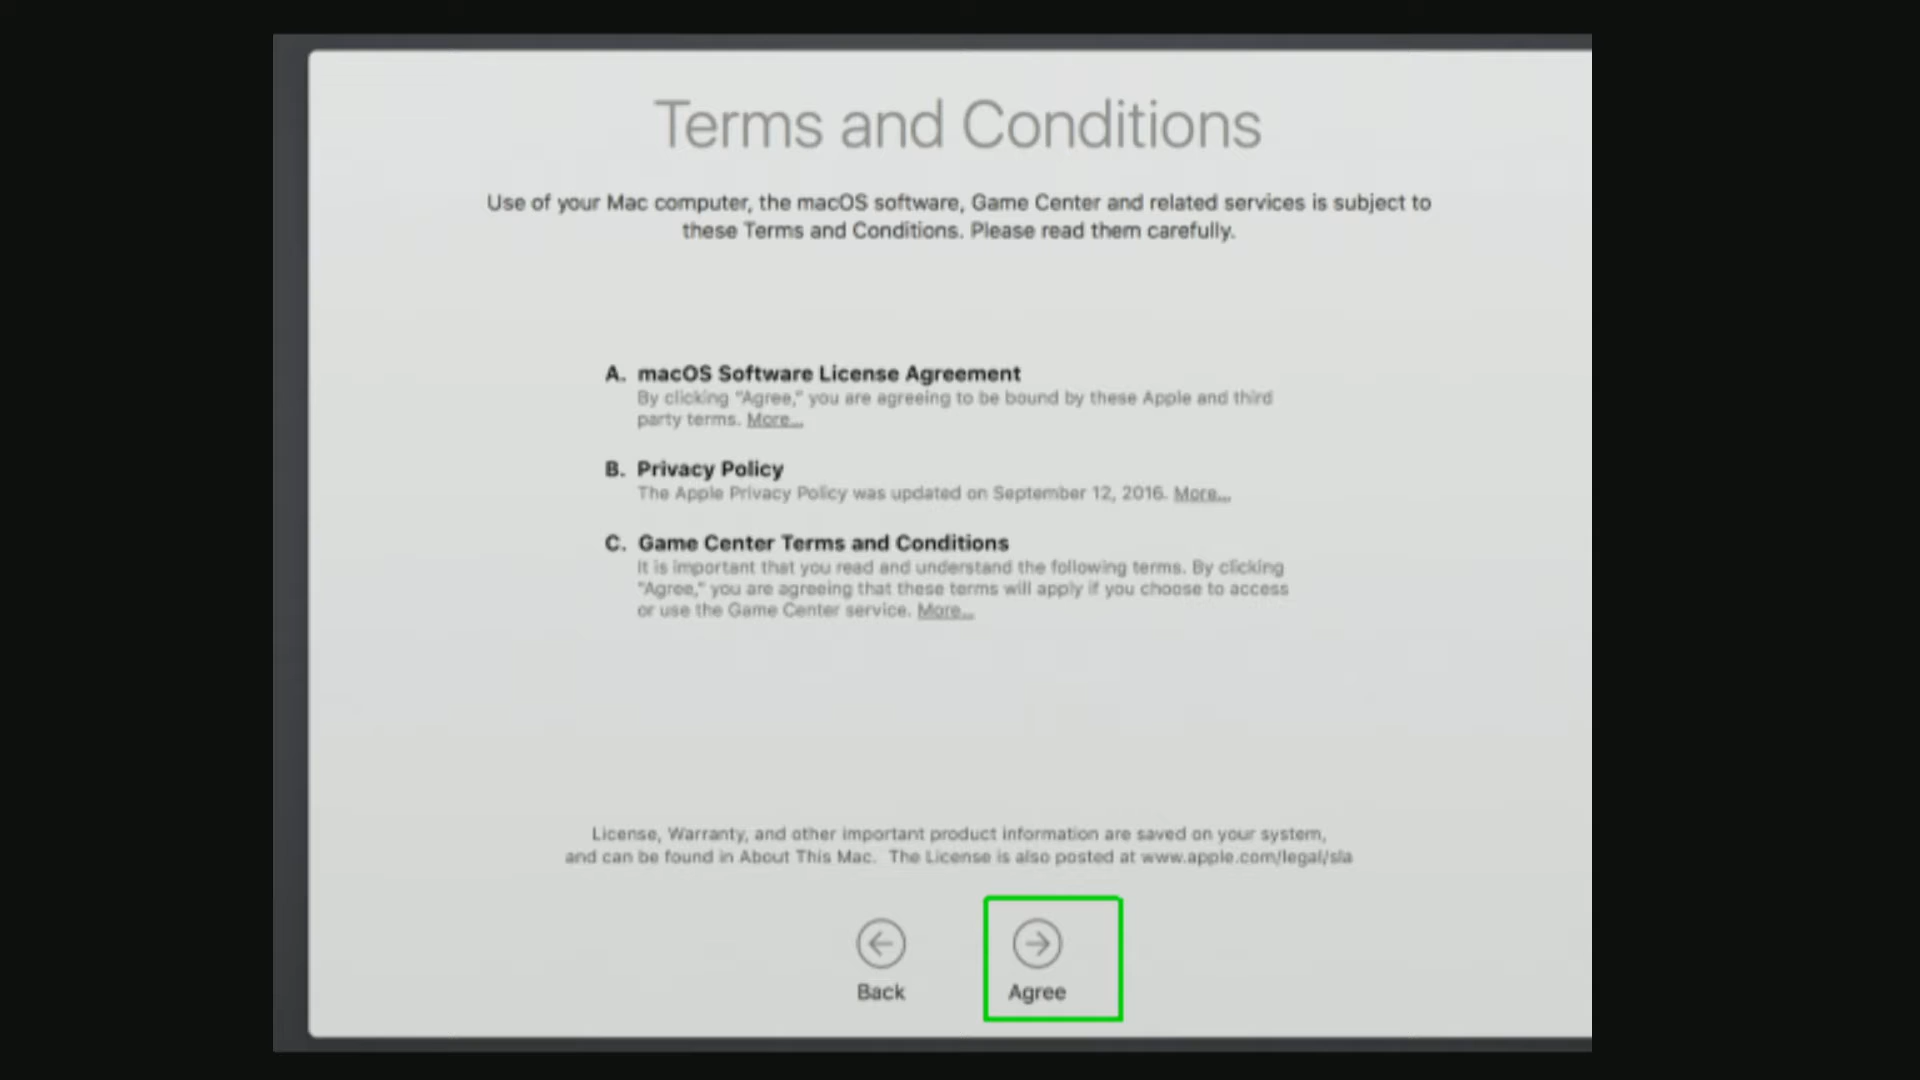 Terms and Conditions
Use of your Mac computer, the macOS software, Game Center and related services is subject to
these Terms and Conditions. Please read them carefully.
A. macOS Software License Agreement
By clicking “Agree,” you are agreeing to be bound by these Apple and third
party terms. More...
B. Privacy Policy
The Apple Privacy Policy was updated on September 12, 2016. More...
C. Game Center Terms and Conditions
It is important that you read and understand the following terms. By clicking
“Agree,” you are agreeing that these terms will apply if you choose to access
or use the Game Center service. More...
License, Warranty, and other important product information are saved on your system,
and can be found in About This Mac. The License is also posted at www.apple.com/legal/sla
Back
Agree